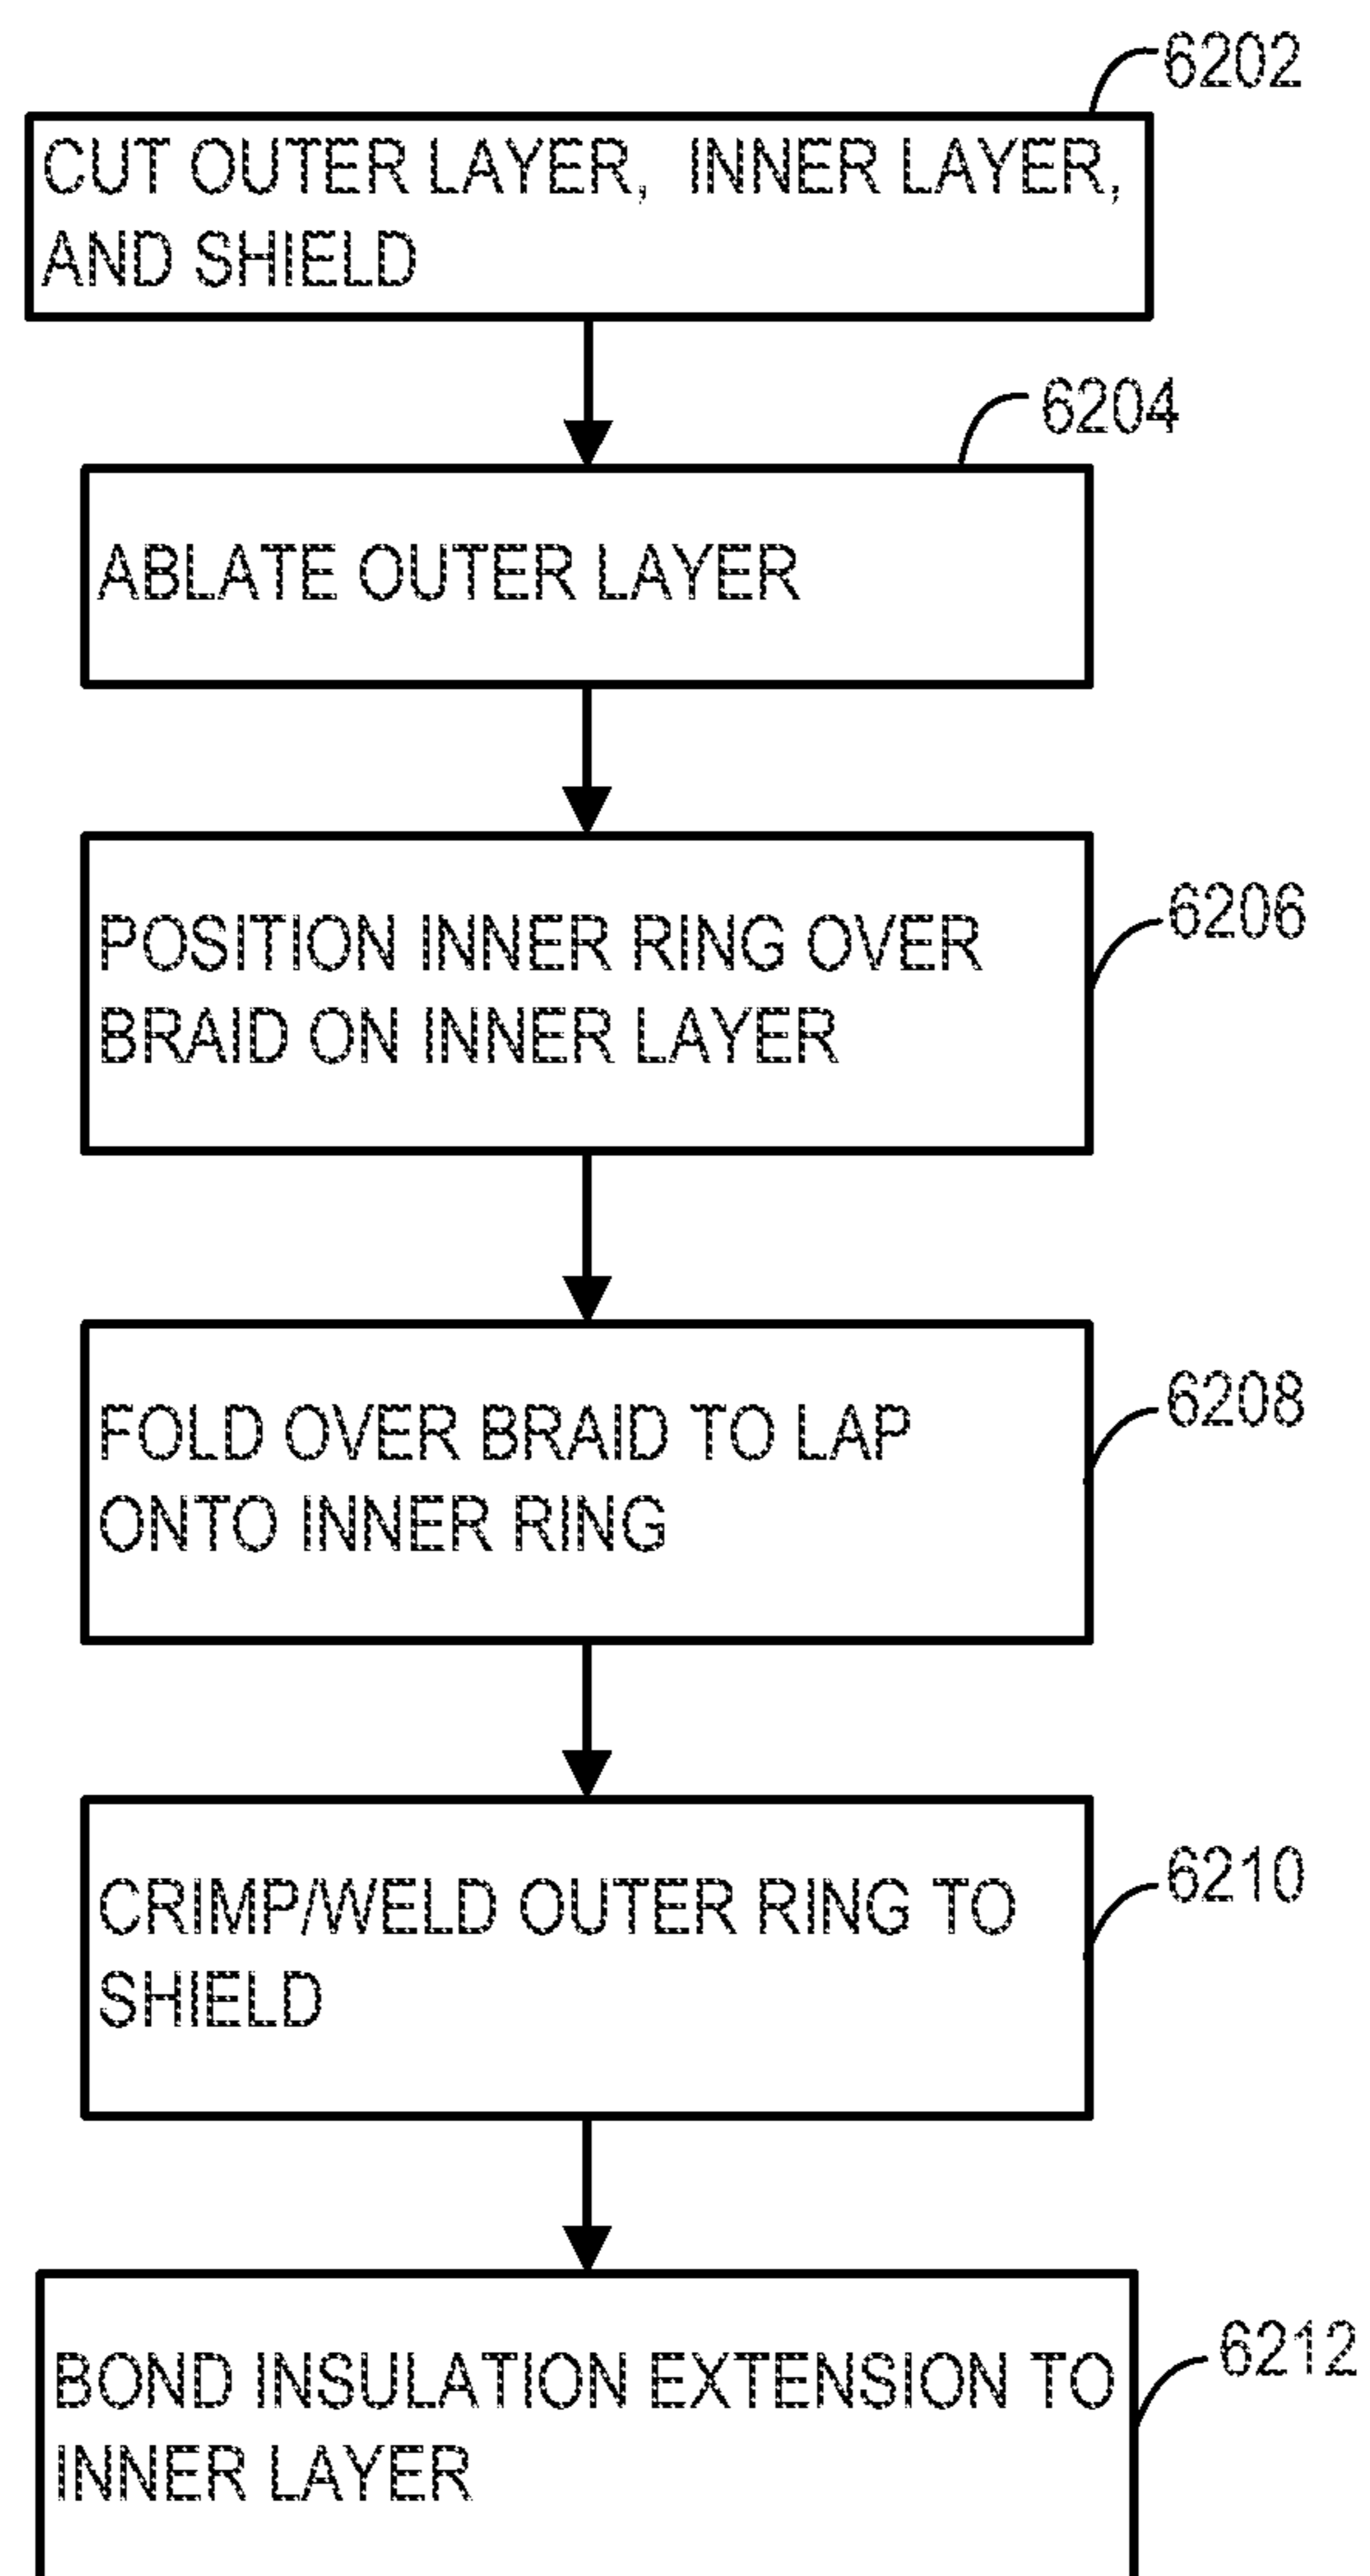 6202
CUT OUTER LAYER, INNER LAYER,
AND SHIELD
6204
ABLATE OUTER LAYER
POSITION INNER RING OVER
BRAID ON INNER LAYER
6206
FOLD OVER BRAID TO LAP
ONTO INNER RING
6208
CRIMP/WELD OUTER RING TO
SHIELD
6210
BOND INSULATION EXTENSION TO
INNER LAYER
6212